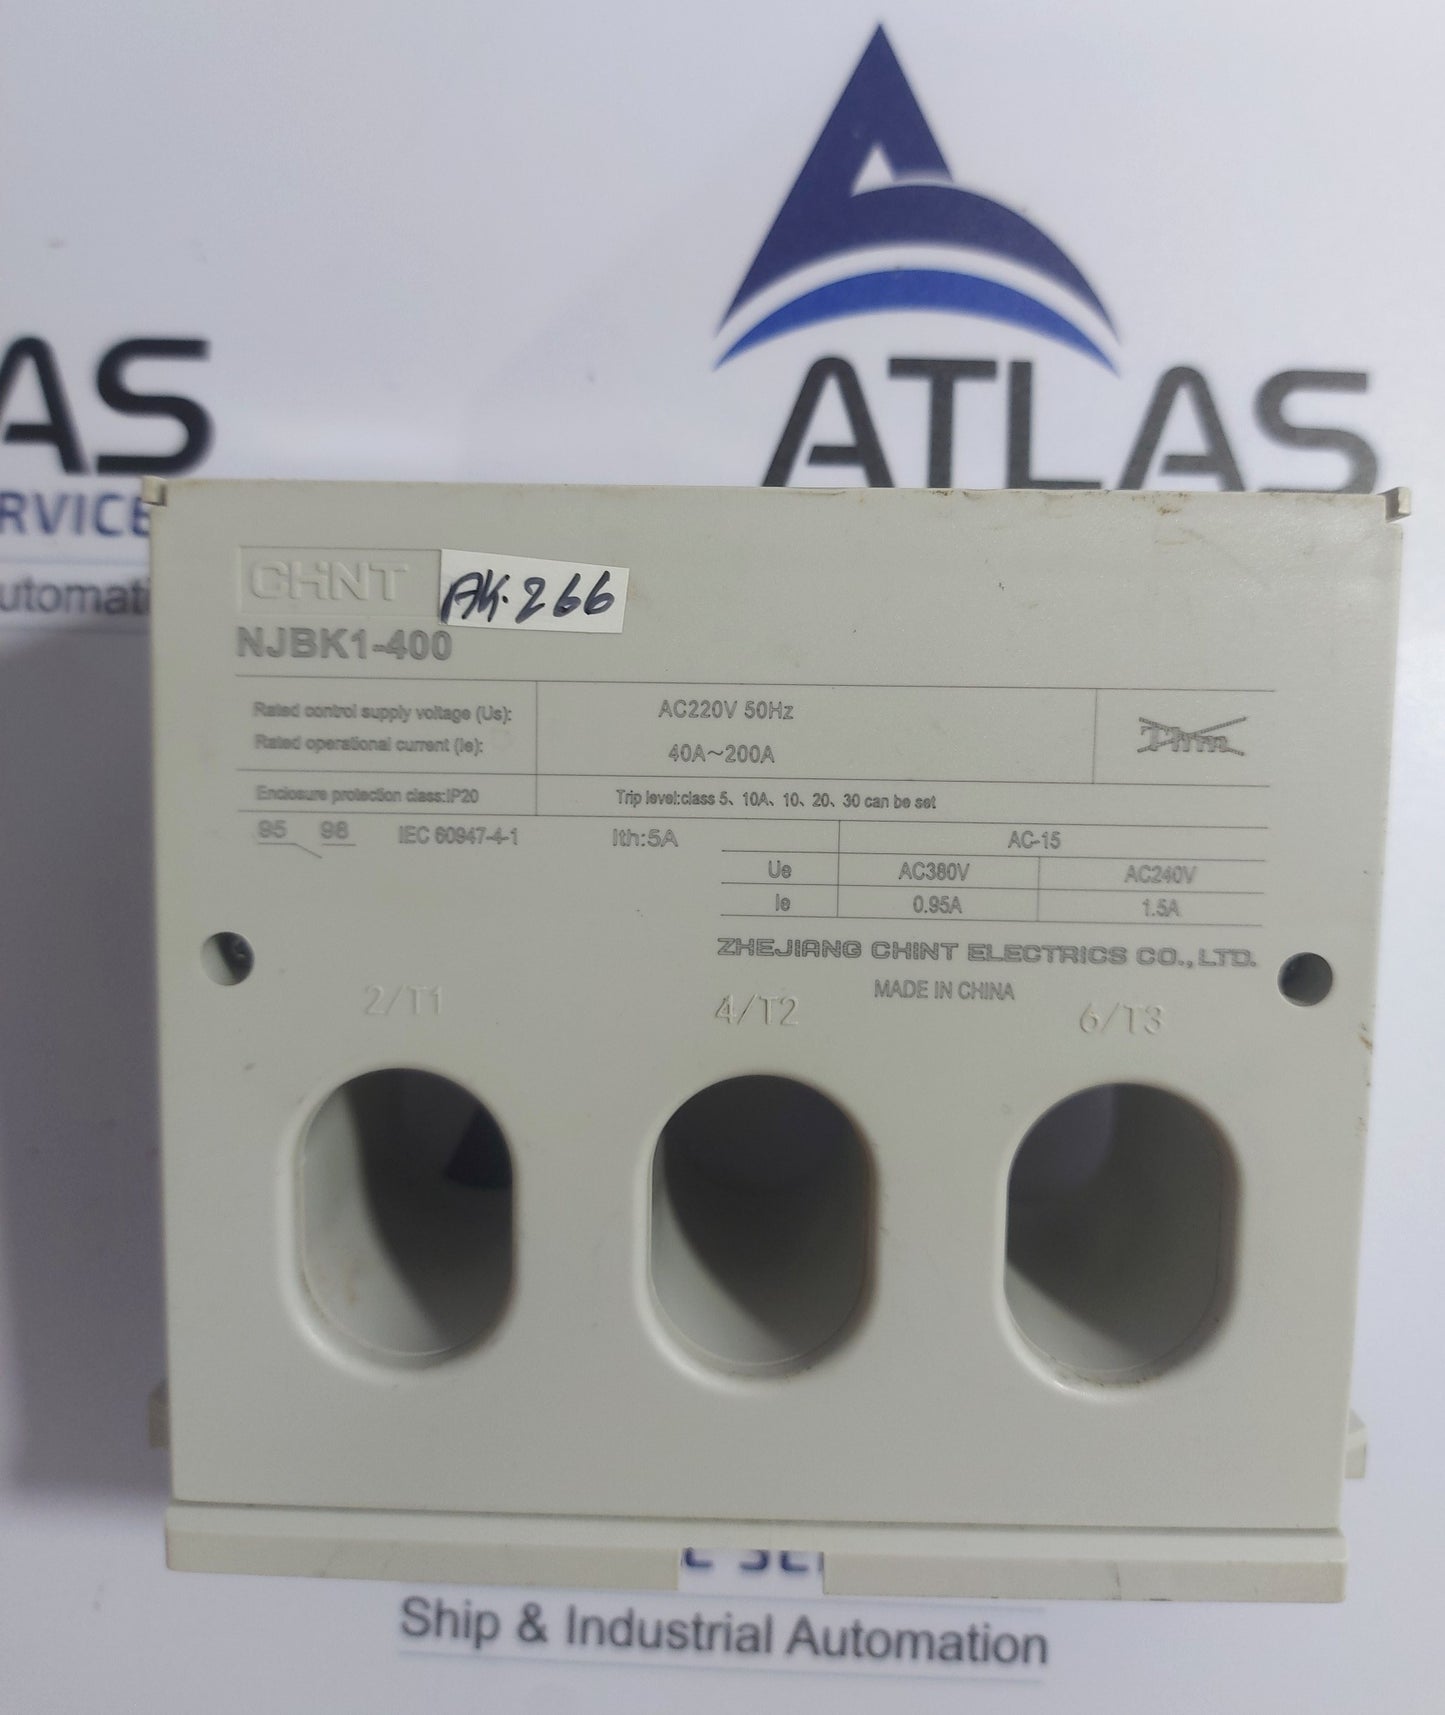 ATLAS
AS
RVICE
utomati
CHNT
AK.266
NJBK1-400
Rated control supply voltage (Us):
AC220V 50Hz
Rated operational current (Ie):
40A~200A
Enclosure protection class:IP20
Trip level:class 5、10A、10、20、30 can be set
95 98
IEC 60947-4-1
Ith:5A
AC-15
Ue AC380V AC240V
Ie 0.95A 1.5A
ZHEJIANG CHINT ELECTRICS CO., LTD.
MADE IN CHINA
2/T1 4/T2 6/T3
Ship & Industrial Automation